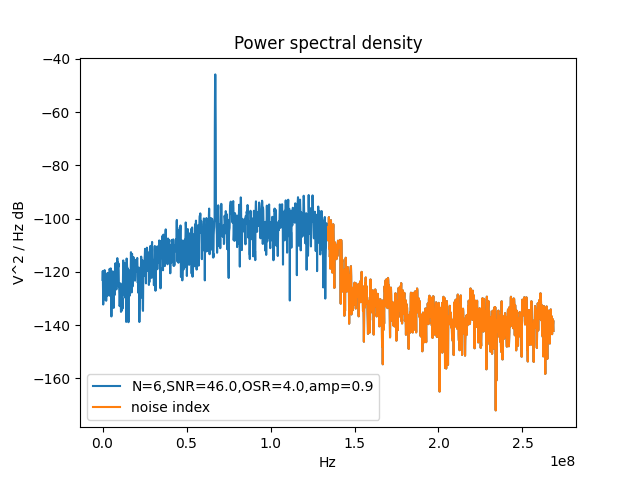 Power spectral density
V^2 / Hz dB
−40
−60
−80
−100
−120
−140
−160
N=6,SNR=46.0,OSR=4.0,amp=0.9
noise index
0.0 0.5 1.0 1.5 2.0 2.5
1e8
Hz